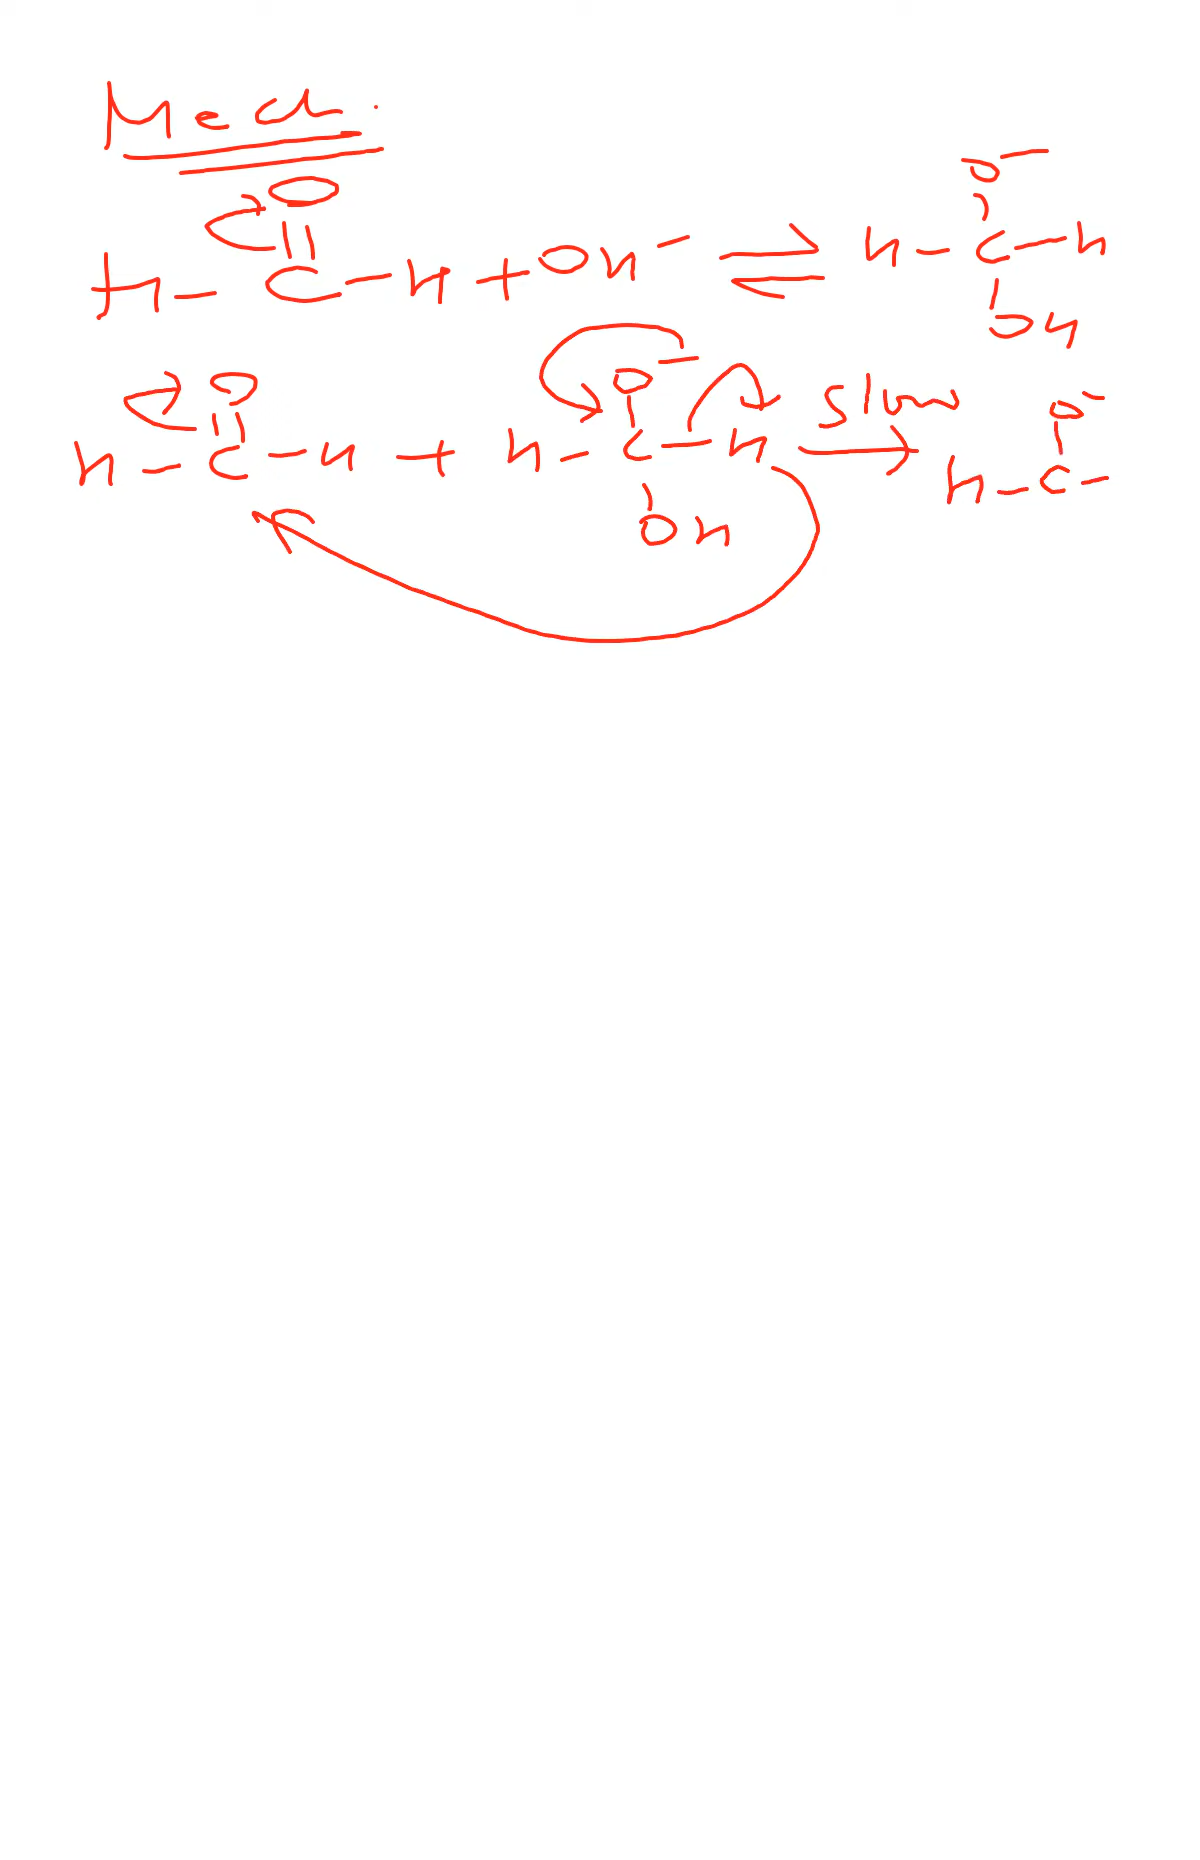 Mech.
O O⁻
H - C - H + OH⁻ ⇌ H - C - H
OH
O O⁻ slow O⁻
H - C - H + H - C - H → H - C -
OH